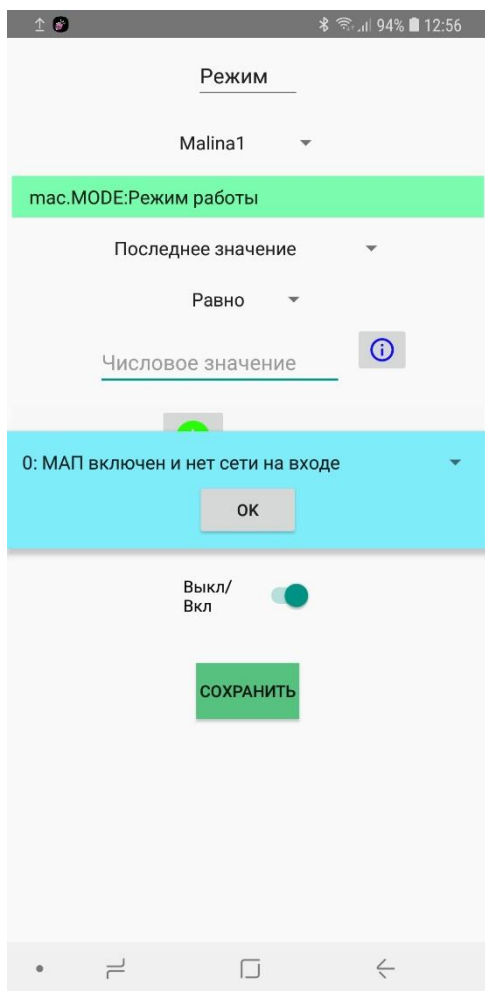 94% 12:56
Режим
Malina1
mac.MODE:Режим работы
Последнее значение
Равно
Числовое значение
0: МАП включен и нет сети на входе
ОК
Выкл/
Вкл
СОХРАНИТЬ